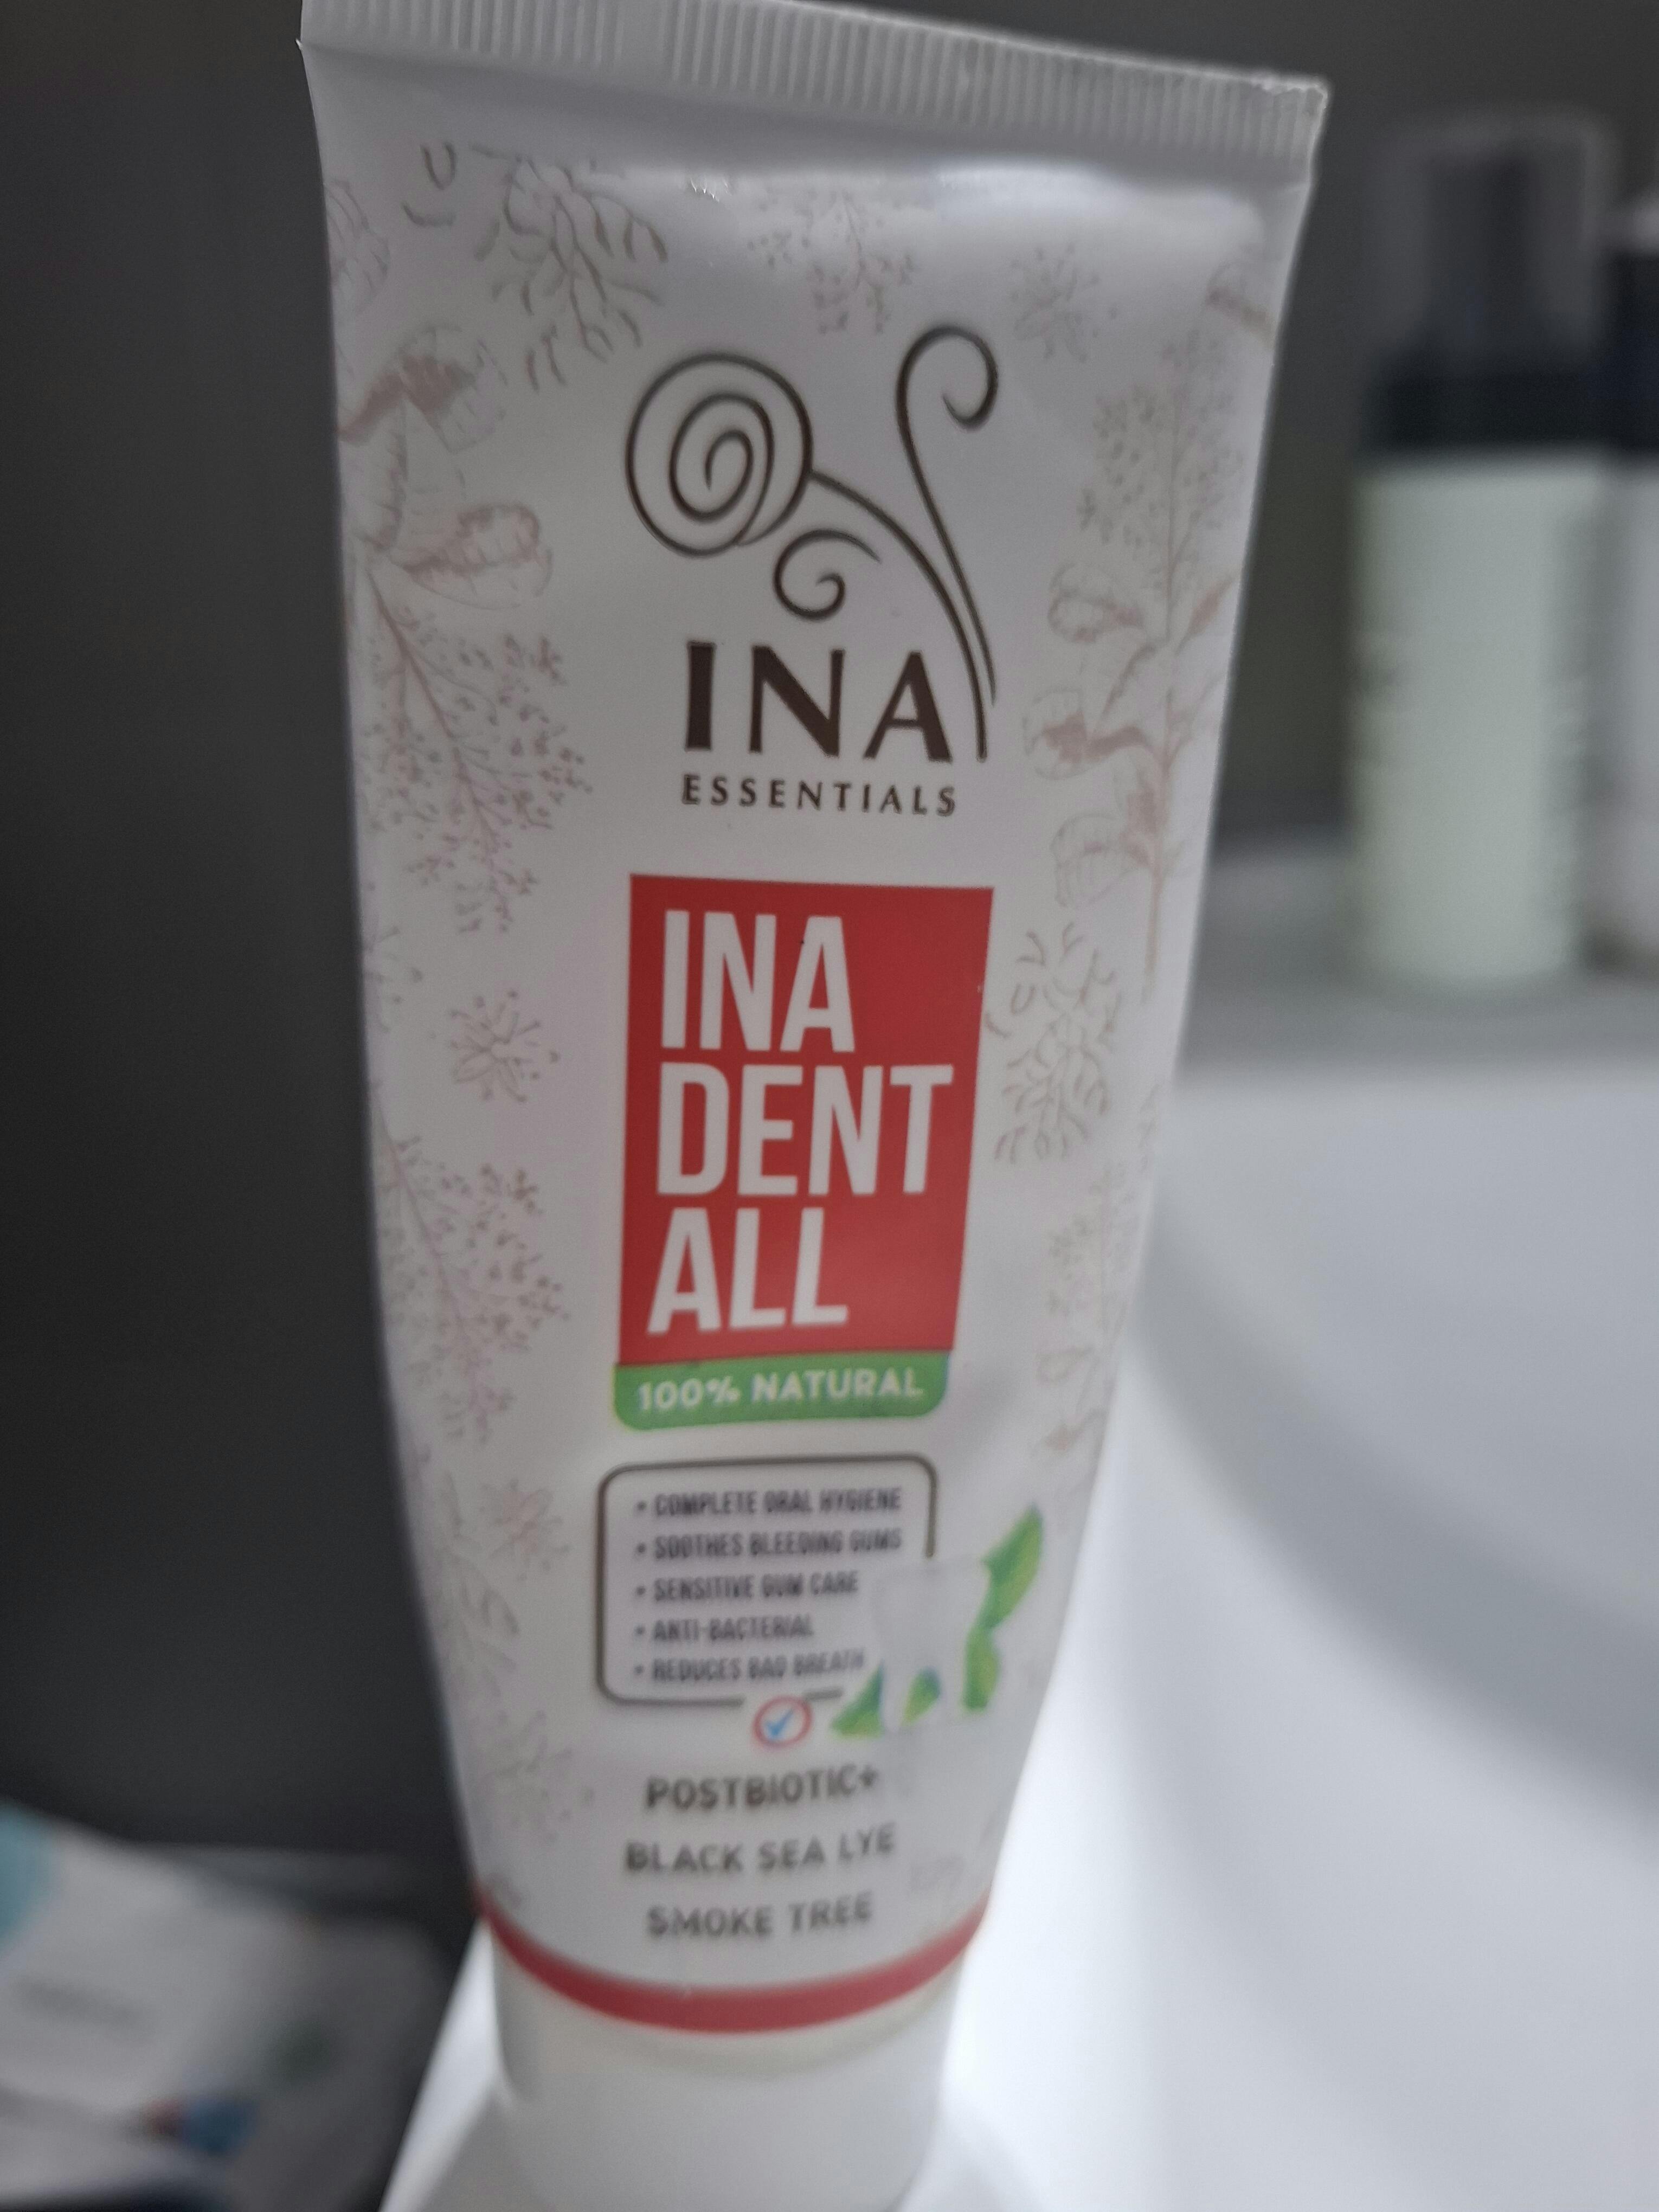 INA
ESSENTIALS
INA
DENT
ALL
100% NATURAL
• COMPLETE ORAL HYGIENE
• SOOTHES BLEEDING GUMS
• SENSITIVE GUM CARE
• ANTI-BACTERIAL
• REDUCES BAD BREATH
POSTBIOTIC+
BLACK SEA LYE
SMOKE TREE